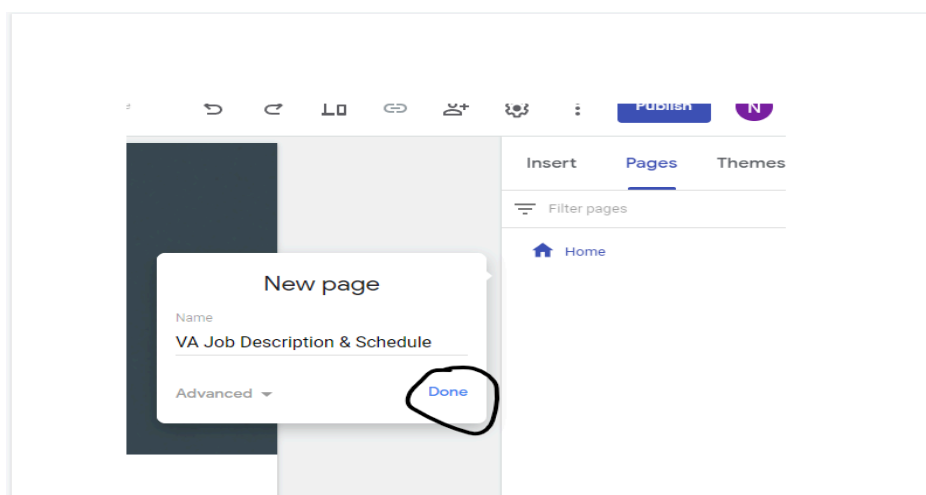 Publish
N
Insert Pages Themes
Filter pages
Home
New page
Name
VA Job Description & Schedule
Advanced
Done